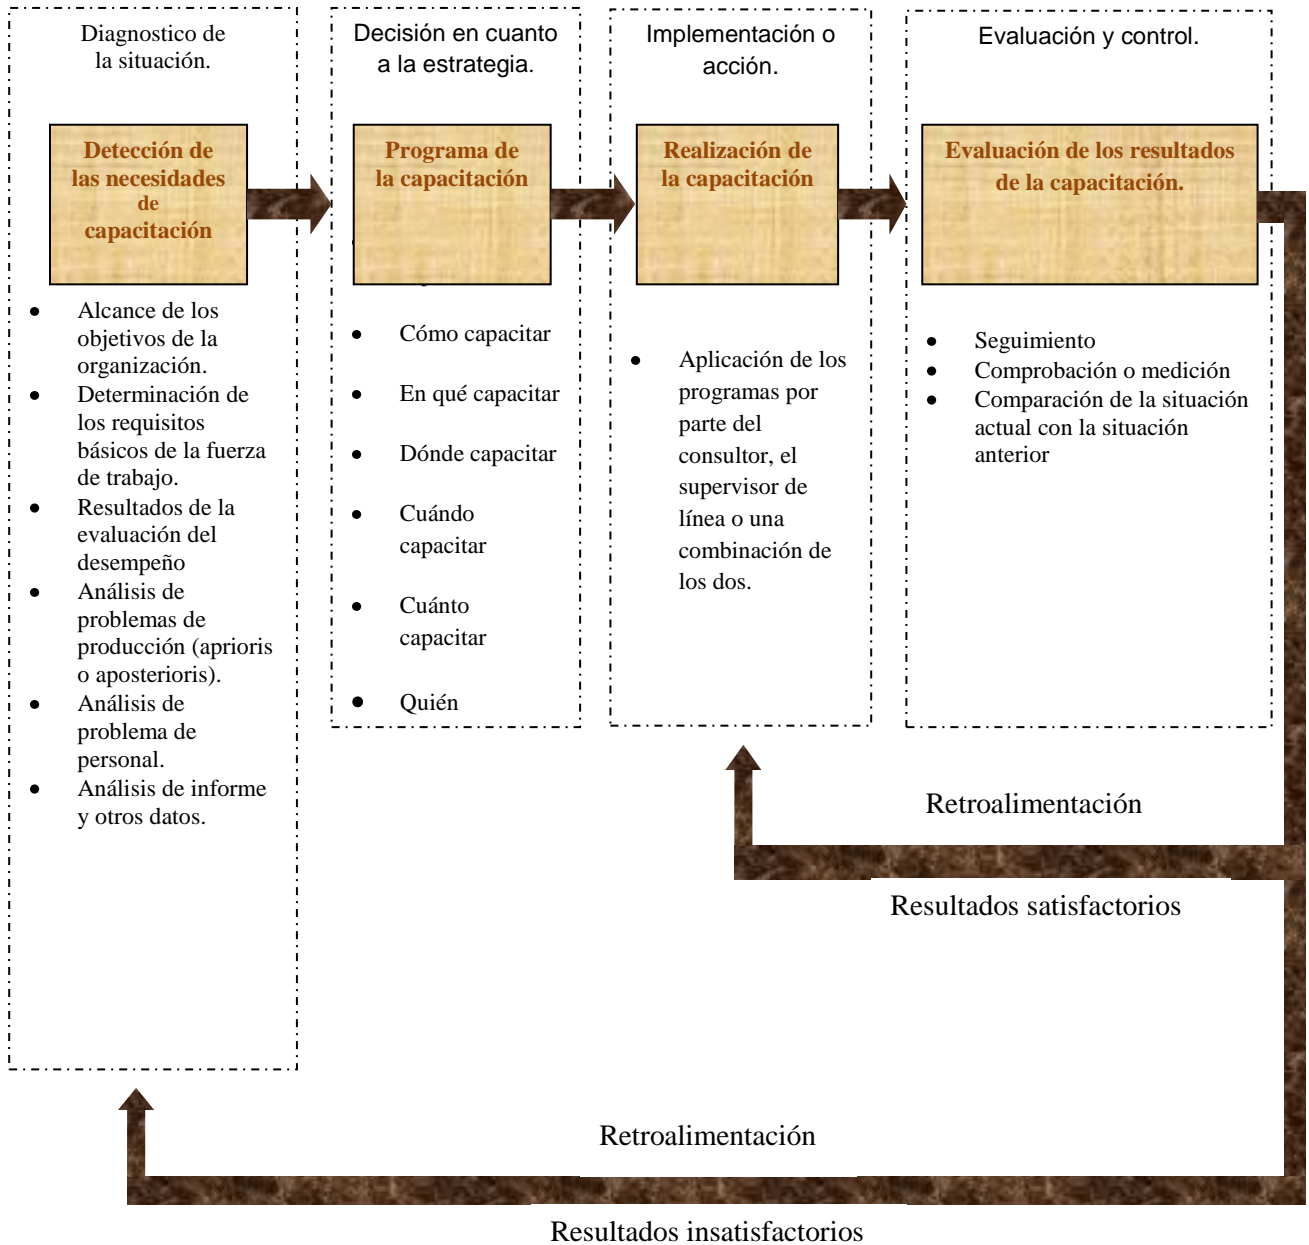 Diagnostico de
la situación.
Detección de
las necesidades
de
capacitación
Alcance de los
objetivos de la
organización.
Determinación de
los requisitos
básicos de la fuerza
de trabajo.
Resultados de la
evaluación del
desempeño
Análisis de
problemas de
producción (aprioris
o aposterioris).
Análisis de
problema de
personal.
Análisis de informe
y otros datos.
Decisión en cuanto
a la estrategia.
Programa de
la capacitación
Cómo capacitar
En qué capacitar
Dónde capacitar
Cuándo
capacitar
Cuánto
capacitar
Quién
Implementación o
acción.
Realización de
la capacitación
Aplicación de los
programas por
parte del
consultor, el
supervisor de
línea o una
combinación de
los dos.
Evaluación y control.
Evaluación de los resultados
de la capacitación.
Seguimiento
Comprobación o medición
Comparación de la situación
actual con la situación
anterior
Retroalimentación
Resultados satisfactorios
Retroalimentación
Resultados insatisfactorios